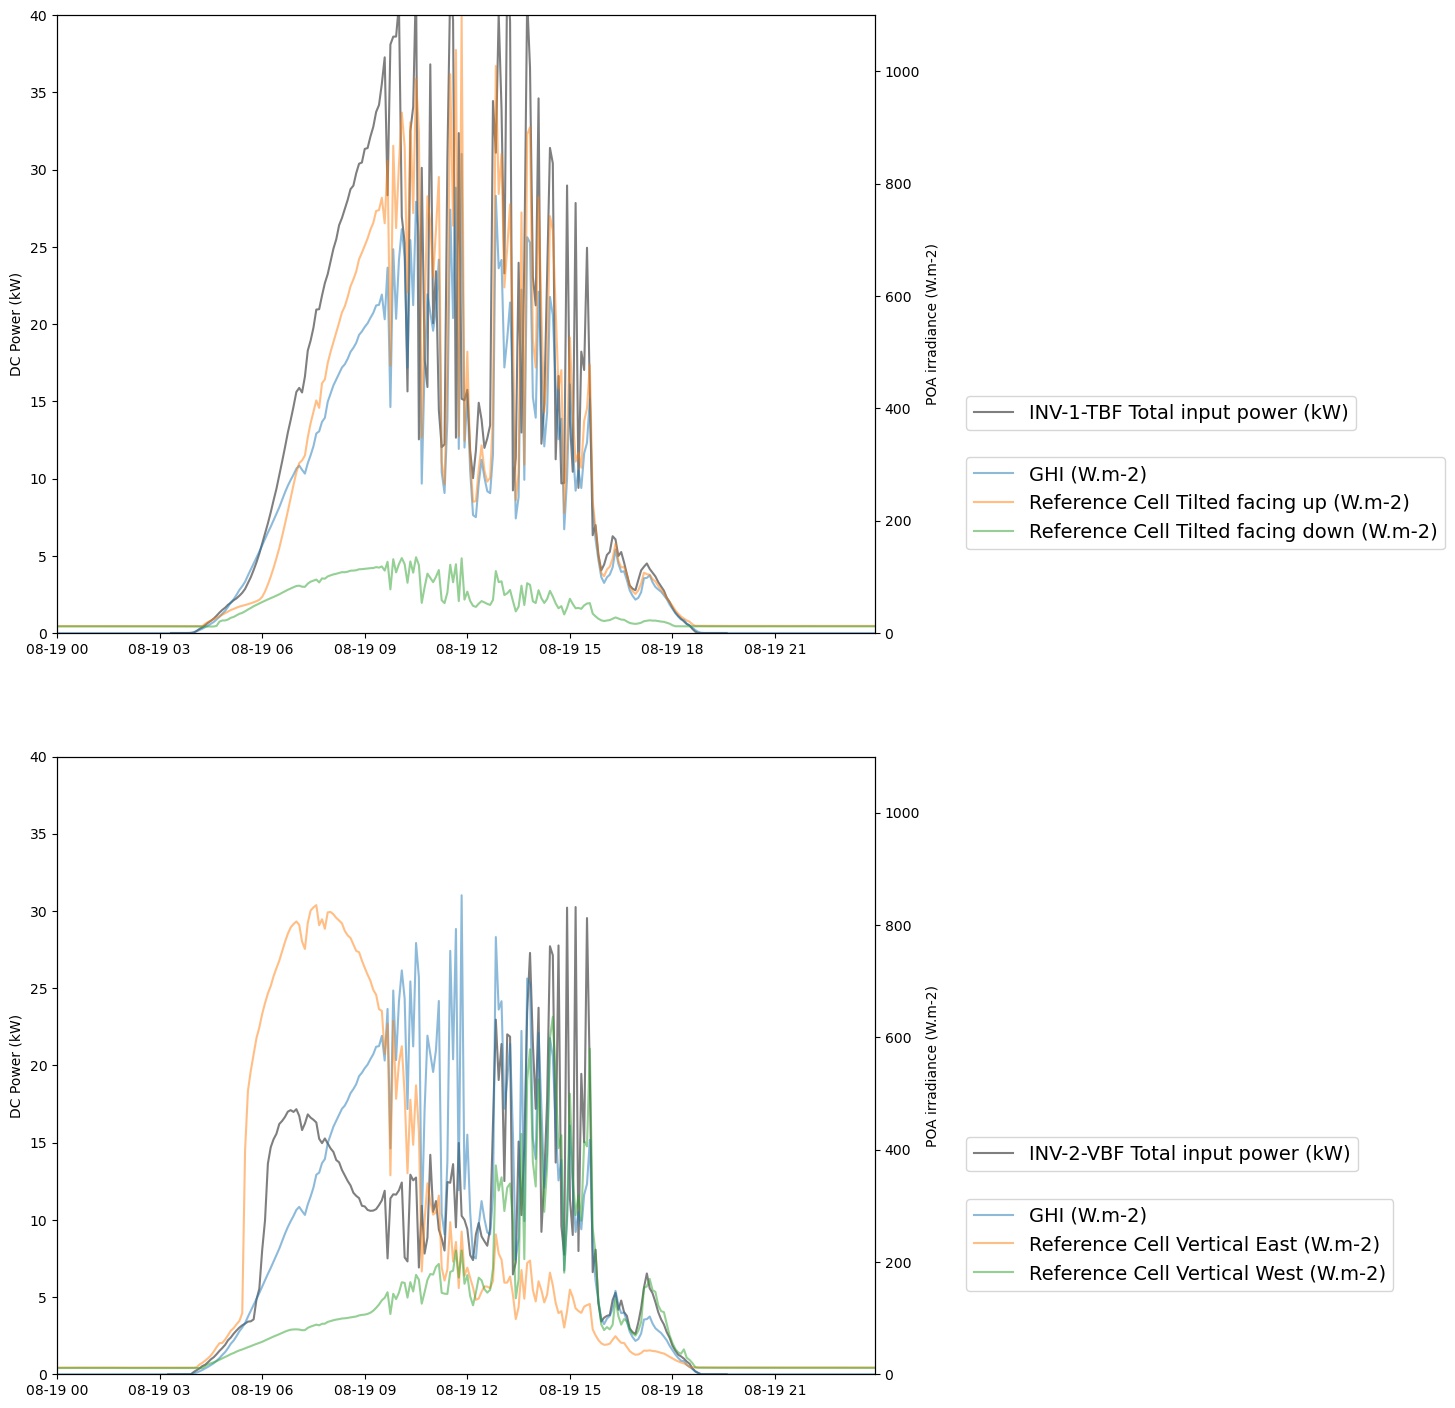 40
35
30
25
20
15
10
5
0
DC Power (kW)
1000
800
600
400
200
0
POA irradiance (W.m-2)
08-19 00 08-19 03 08-19 06 08-19 09 08-19 12 08-19 15 08-19 18 08-19 21
INV-1-TBF Total input power (kW)
GHI (W.m-2)
Reference Cell Tilted facing up (W.m-2)
Reference Cell Tilted facing down (W.m-2)
40
35
30
25
20
15
10
5
0
DC Power (kW)
1000
800
600
400
200
0
POA irradiance (W.m-2)
08-19 00 08-19 03 08-19 06 08-19 09 08-19 12 08-19 15 08-19 18 08-19 21
INV-2-VBF Total input power (kW)
GHI (W.m-2)
Reference Cell Vertical East (W.m-2)
Reference Cell Vertical West (W.m-2)